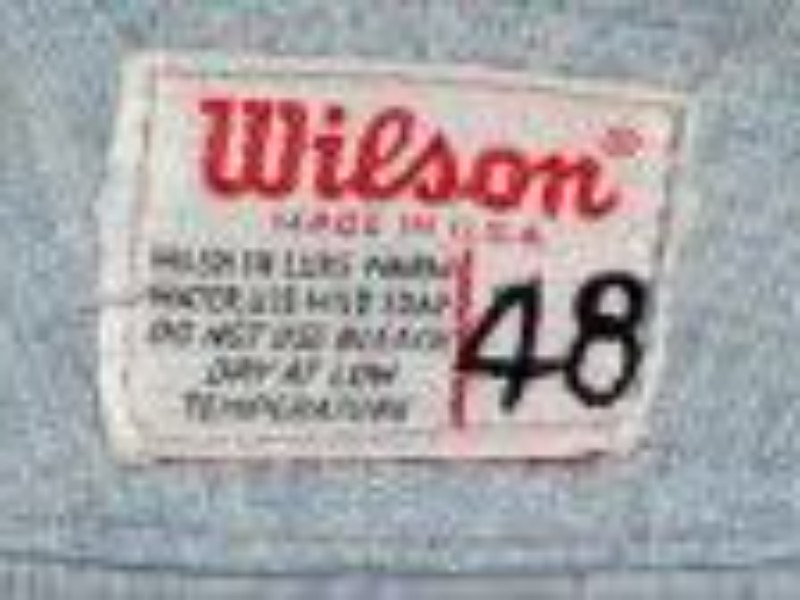 Wilson®
MADE IN U.S.A.
WASH IN LUKE WARM
WATER, USE MILD SOAP
DO NOT USE BLEACH
DRY AT LOW
TEMPERATURE
48